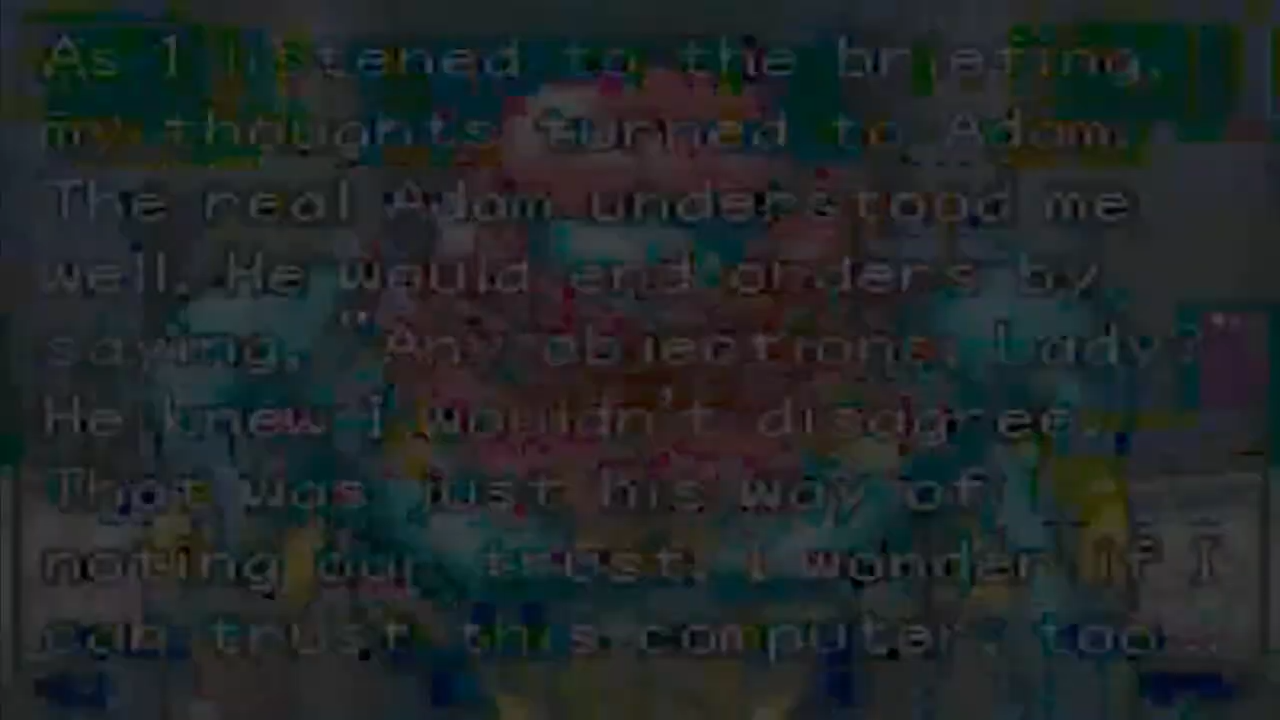 As I listened to the briefing,
my thoughts turned to Adam.
The real Adam understood me
well. He would end orders by
saying, "Any objections, Lady?"
He knew I wouldn't disagree.
That was just his way of
noting our trust. I wonder if I
can trust this computer, too...